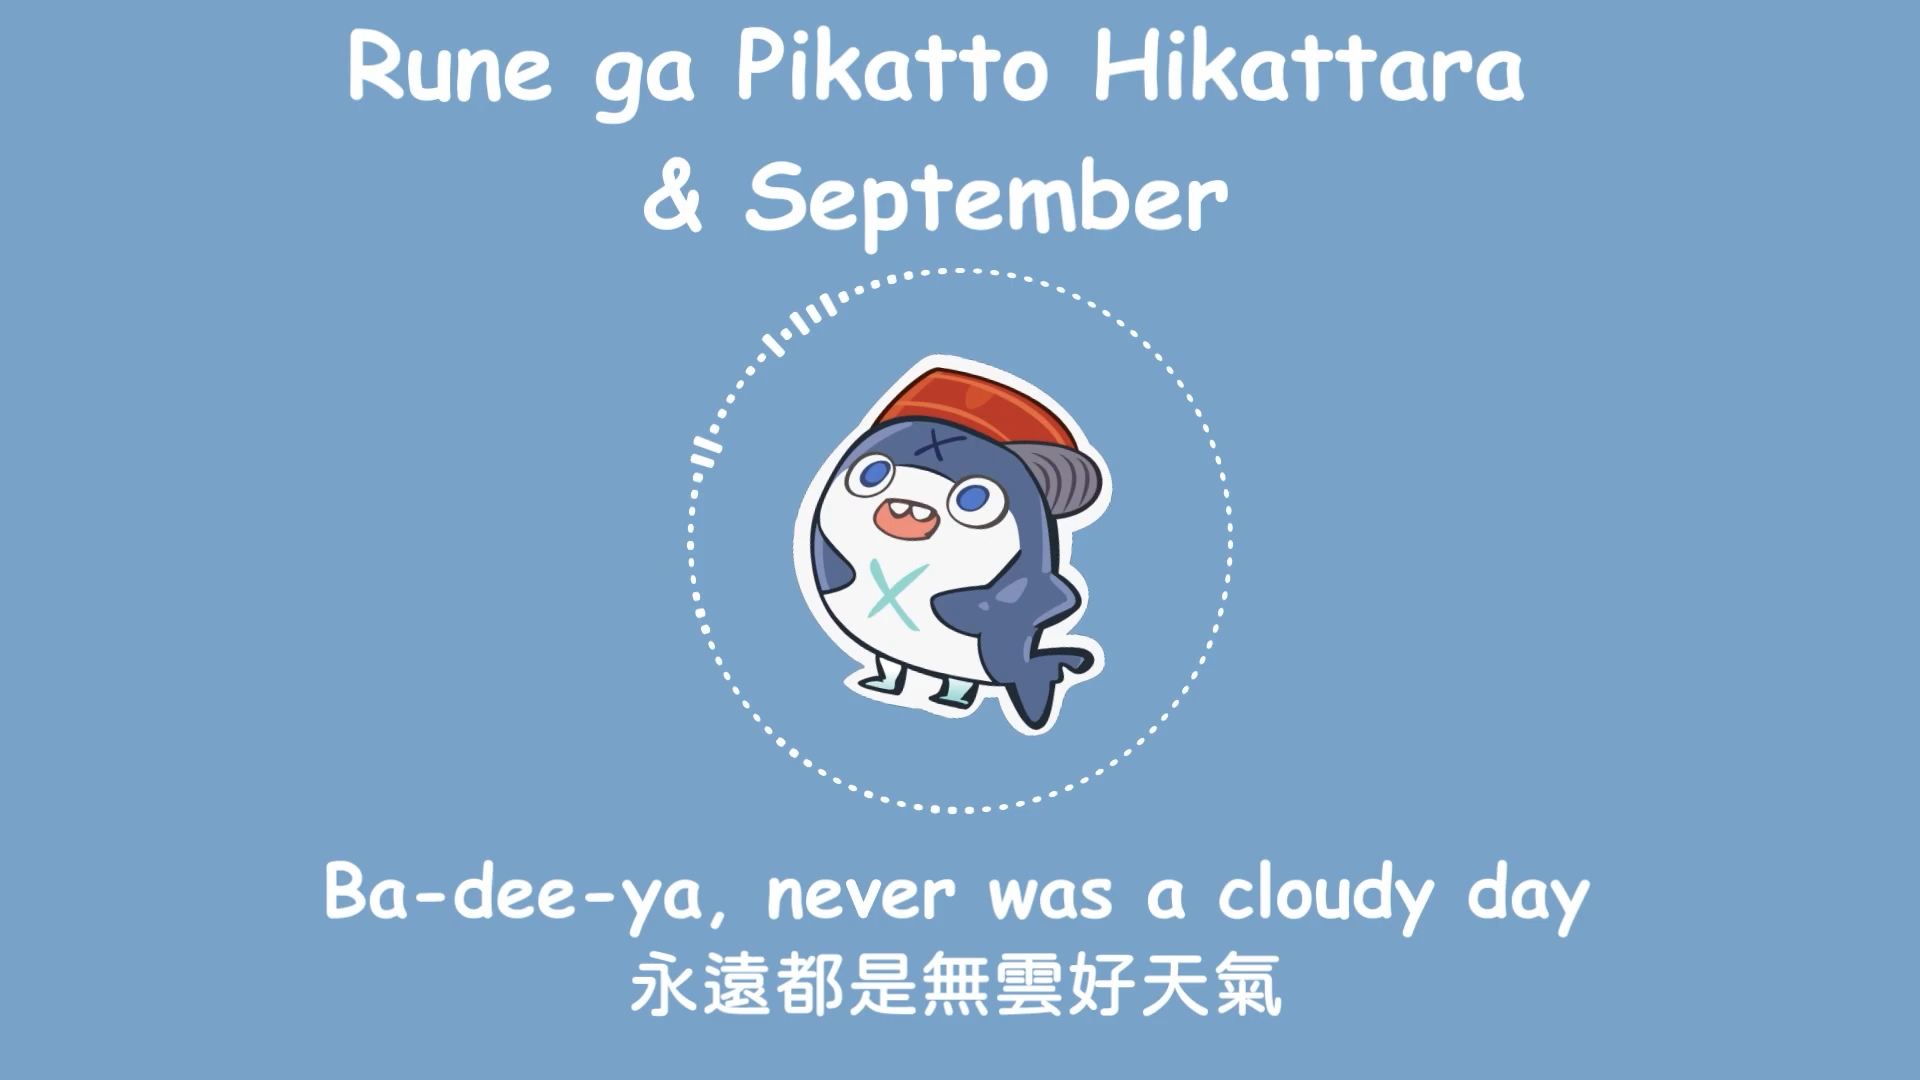 Rune ga Pikatto Hikattara
& September
Ba-dee-ya, never was a cloudy day
永遠都是無雲好天氣